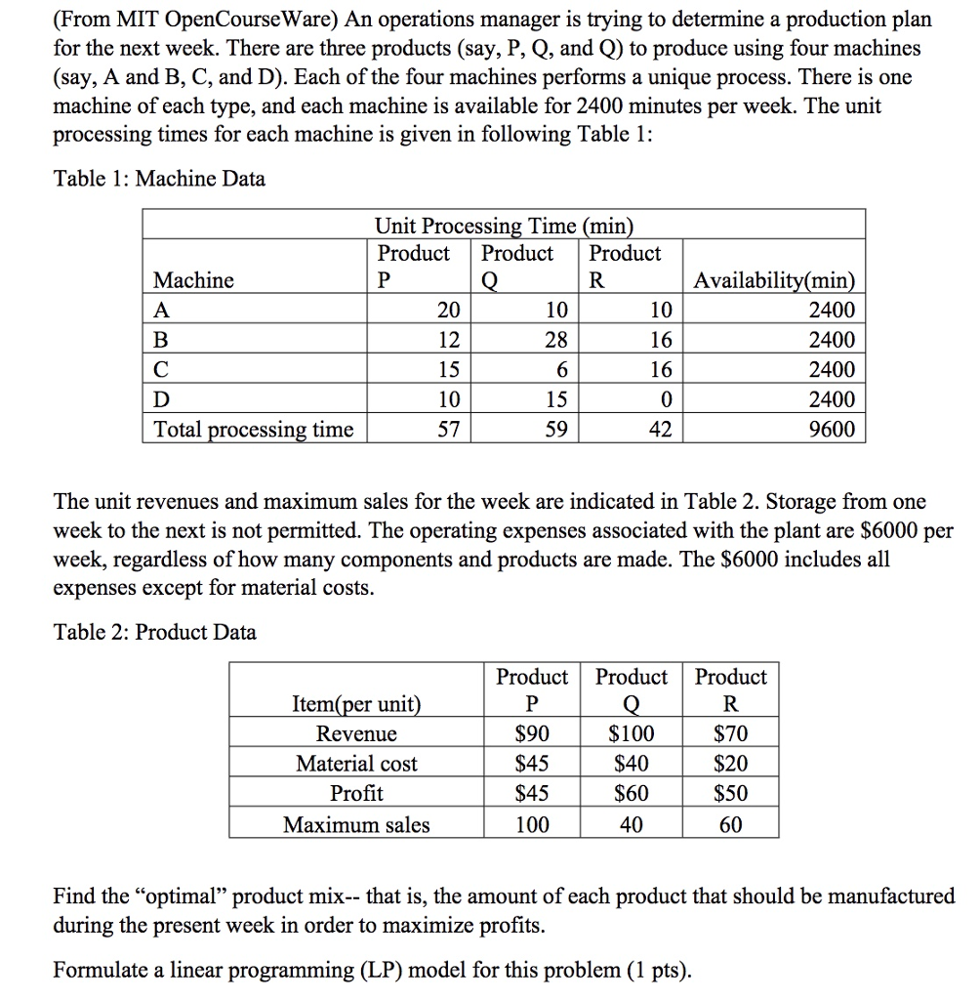 (From MIT OpenCourseWare) An operations manager is trying to determine a production plan
for the next week. There are three products (say, P, Q, and Q) to produce using four machines
(say, A and B, C, and D). Each of the four machines performs a unique process. There is one
machine of each type, and each machine is available for 2400 minutes per week. The unit
processing times for each machine is given in following Table 1:
Table 1: Machine Data
Unit Processing Time (min)
Product Product Product
Machine P Q R Availability(min)
A 20 10 10 2400
B 12 28 16 2400
C 15 6 16 2400
D 10 15 0 2400
Total processing time 57 59 42 9600
The unit revenues and maximum sales for the week are indicated in Table 2. Storage from one
week to the next is not permitted. The operating expenses associated with the plant are $6000 per
week, regardless of how many components and products are made. The $6000 includes all
expenses except for material costs.
Table 2: Product Data
Product Product Product
Item(per unit) P Q R
Revenue $90 $100 $70
Material cost $45 $40 $20
Profit $45 $60 $50
Maximum sales 100 40 60
Find the “optimal” product mix-- that is, the amount of each product that should be manufactured
during the present week in order to maximize profits.
Formulate a linear programming (LP) model for this problem (1 pts).